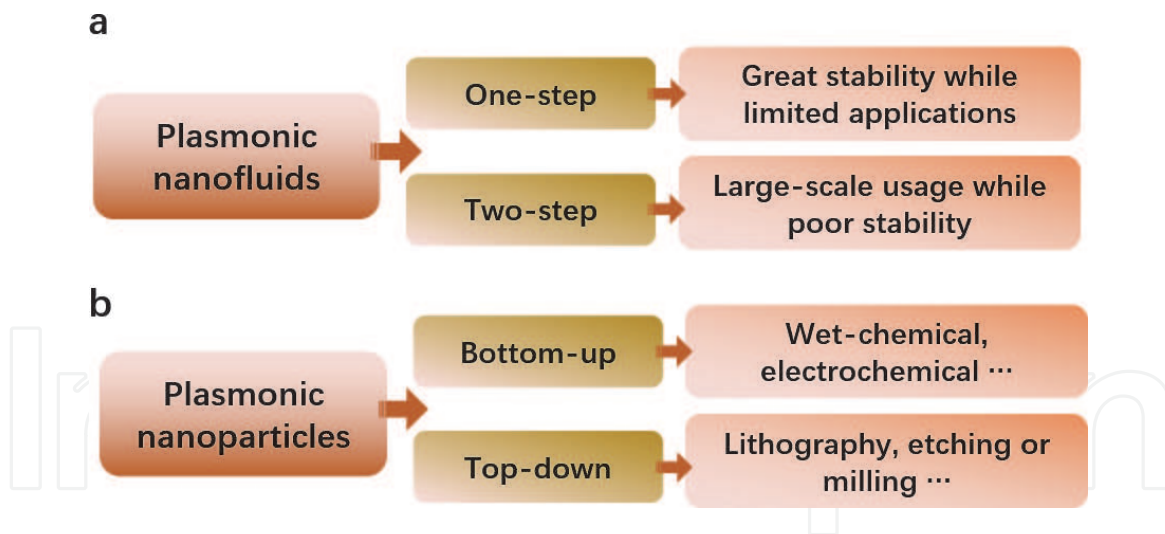 a
Plasmonic
nanofluids
One-step
Great stability while
limited applications
Two-step
Large-scale usage while
poor stability
b
Plasmonic
nanoparticles
Bottom-up
Wet-chemical,
electrochemical ···
Top-down
Lithography, etching or
milling ···